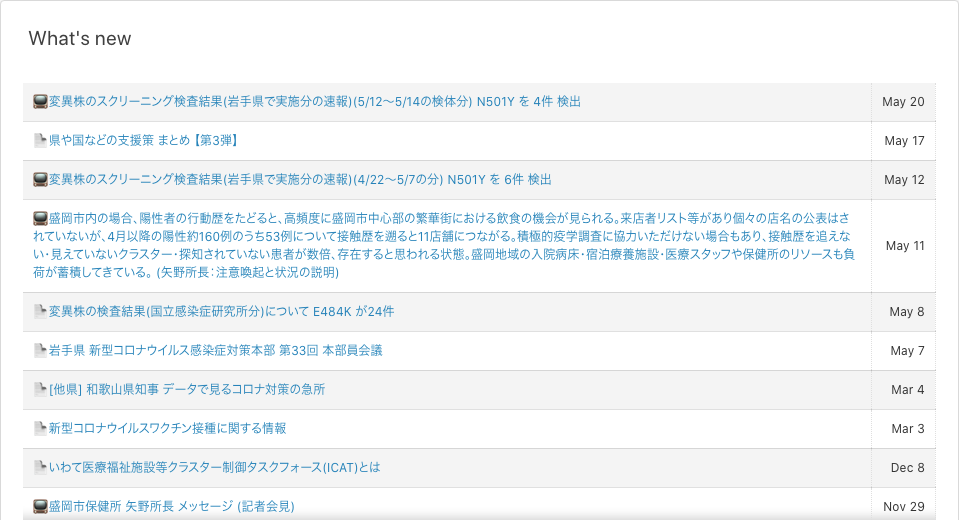 What's new
変異株のスクリーニング検査結果(岩手県で実施分の速報)(5/12〜5/14の検体分) N501Y を 4件 検出
May 20
県や国などの支援策 まとめ【第3弾】
May 17
変異株のスクリーニング検査結果(岩手県で実施分の速報)(4/22〜5/7の分) N501Y を 6件 検出
May 12
盛岡市内の場合、陽性者の行動歴をたどると、高頻度に盛岡市中心部の繁華街における飲食の機会が見られる。来店者リスト等があり個々の店名の公表はさ
れていないが、4月以降の陽性約160例のうち53例について接触歴を遡ると11店舗につながる。積極的疫学調査に協力いただけない場合もあり、接触歴を追えな
い・見えていないクラスター・探知されていない患者が数倍、存在すると思われる状態。盛岡地域の入院病床・宿泊療養施設・医療スタッフや保健所のリソースも負
荷が蓄積してきている。 (矢野所長：注意喚起と状況の説明)
May 11
変異株の検査結果(国立感染症研究所分)について E484K が24件
May 8
岩手県 新型コロナウイルス感染症対策本部 第33回 本部員会議
May 7
[他県] 和歌山県知事 データで見るコロナ対策の急所
Mar 4
新型コロナウイルスワクチン接種に関する情報
Mar 3
いわて医療福祉施設等クラスター制御タスクフォース(ICAT)とは
Dec 8
盛岡市保健所 矢野所長 メッセージ (記者会見)
Nov 29